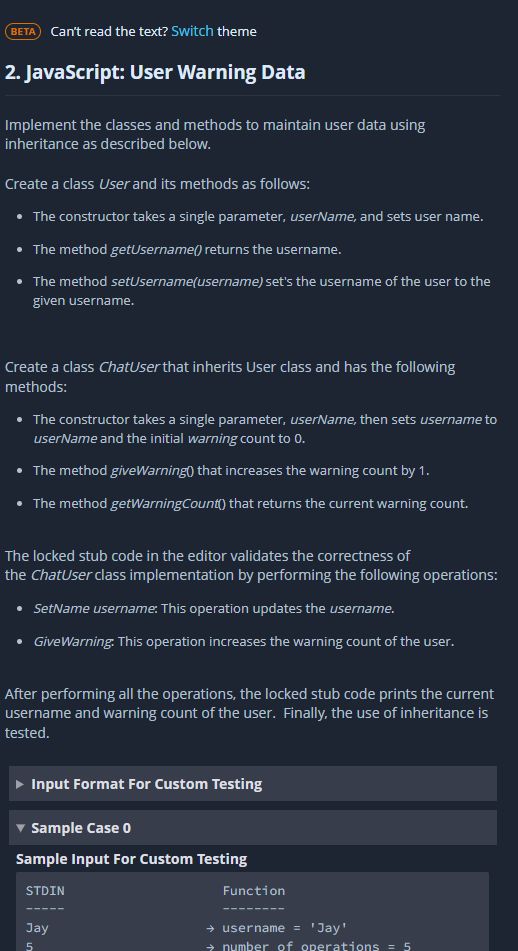 BETA Can't read the text? Switch theme
2. JavaScript: User Warning Data
Implement the classes and methods to maintain user data using
inheritance as described below.
Create a class User and its methods as follows:
• The constructor takes a single parameter, userName, and sets user name.
• The method getUsername() returns the username.
• The method setUsername(username) set's the username of the user to the
given username.
Create a class ChatUser that inherits User class and has the following
methods:
• The constructor takes a single parameter, userName, then sets username to
userName and the initial warning count to 0.
• The method giveWarning() that increases the warning count by 1.
• The method getWarningCount() that returns the current warning count.
The locked stub code in the editor validates the correctness of
the ChatUser class implementation by performing the following operations:
• SetName username: This operation updates the username.
• GiveWarning: This operation increases the warning count of the user.
After performing all the operations, the locked stub code prints the current
username and warning count of the user.  Finally, the use of inheritance is
tested.
▶ Input Format For Custom Testing
▼ Sample Case 0
Sample Input For Custom Testing
STDIN Function
----- --------
Jay → username = 'Jay'
5 → number of operations = 5